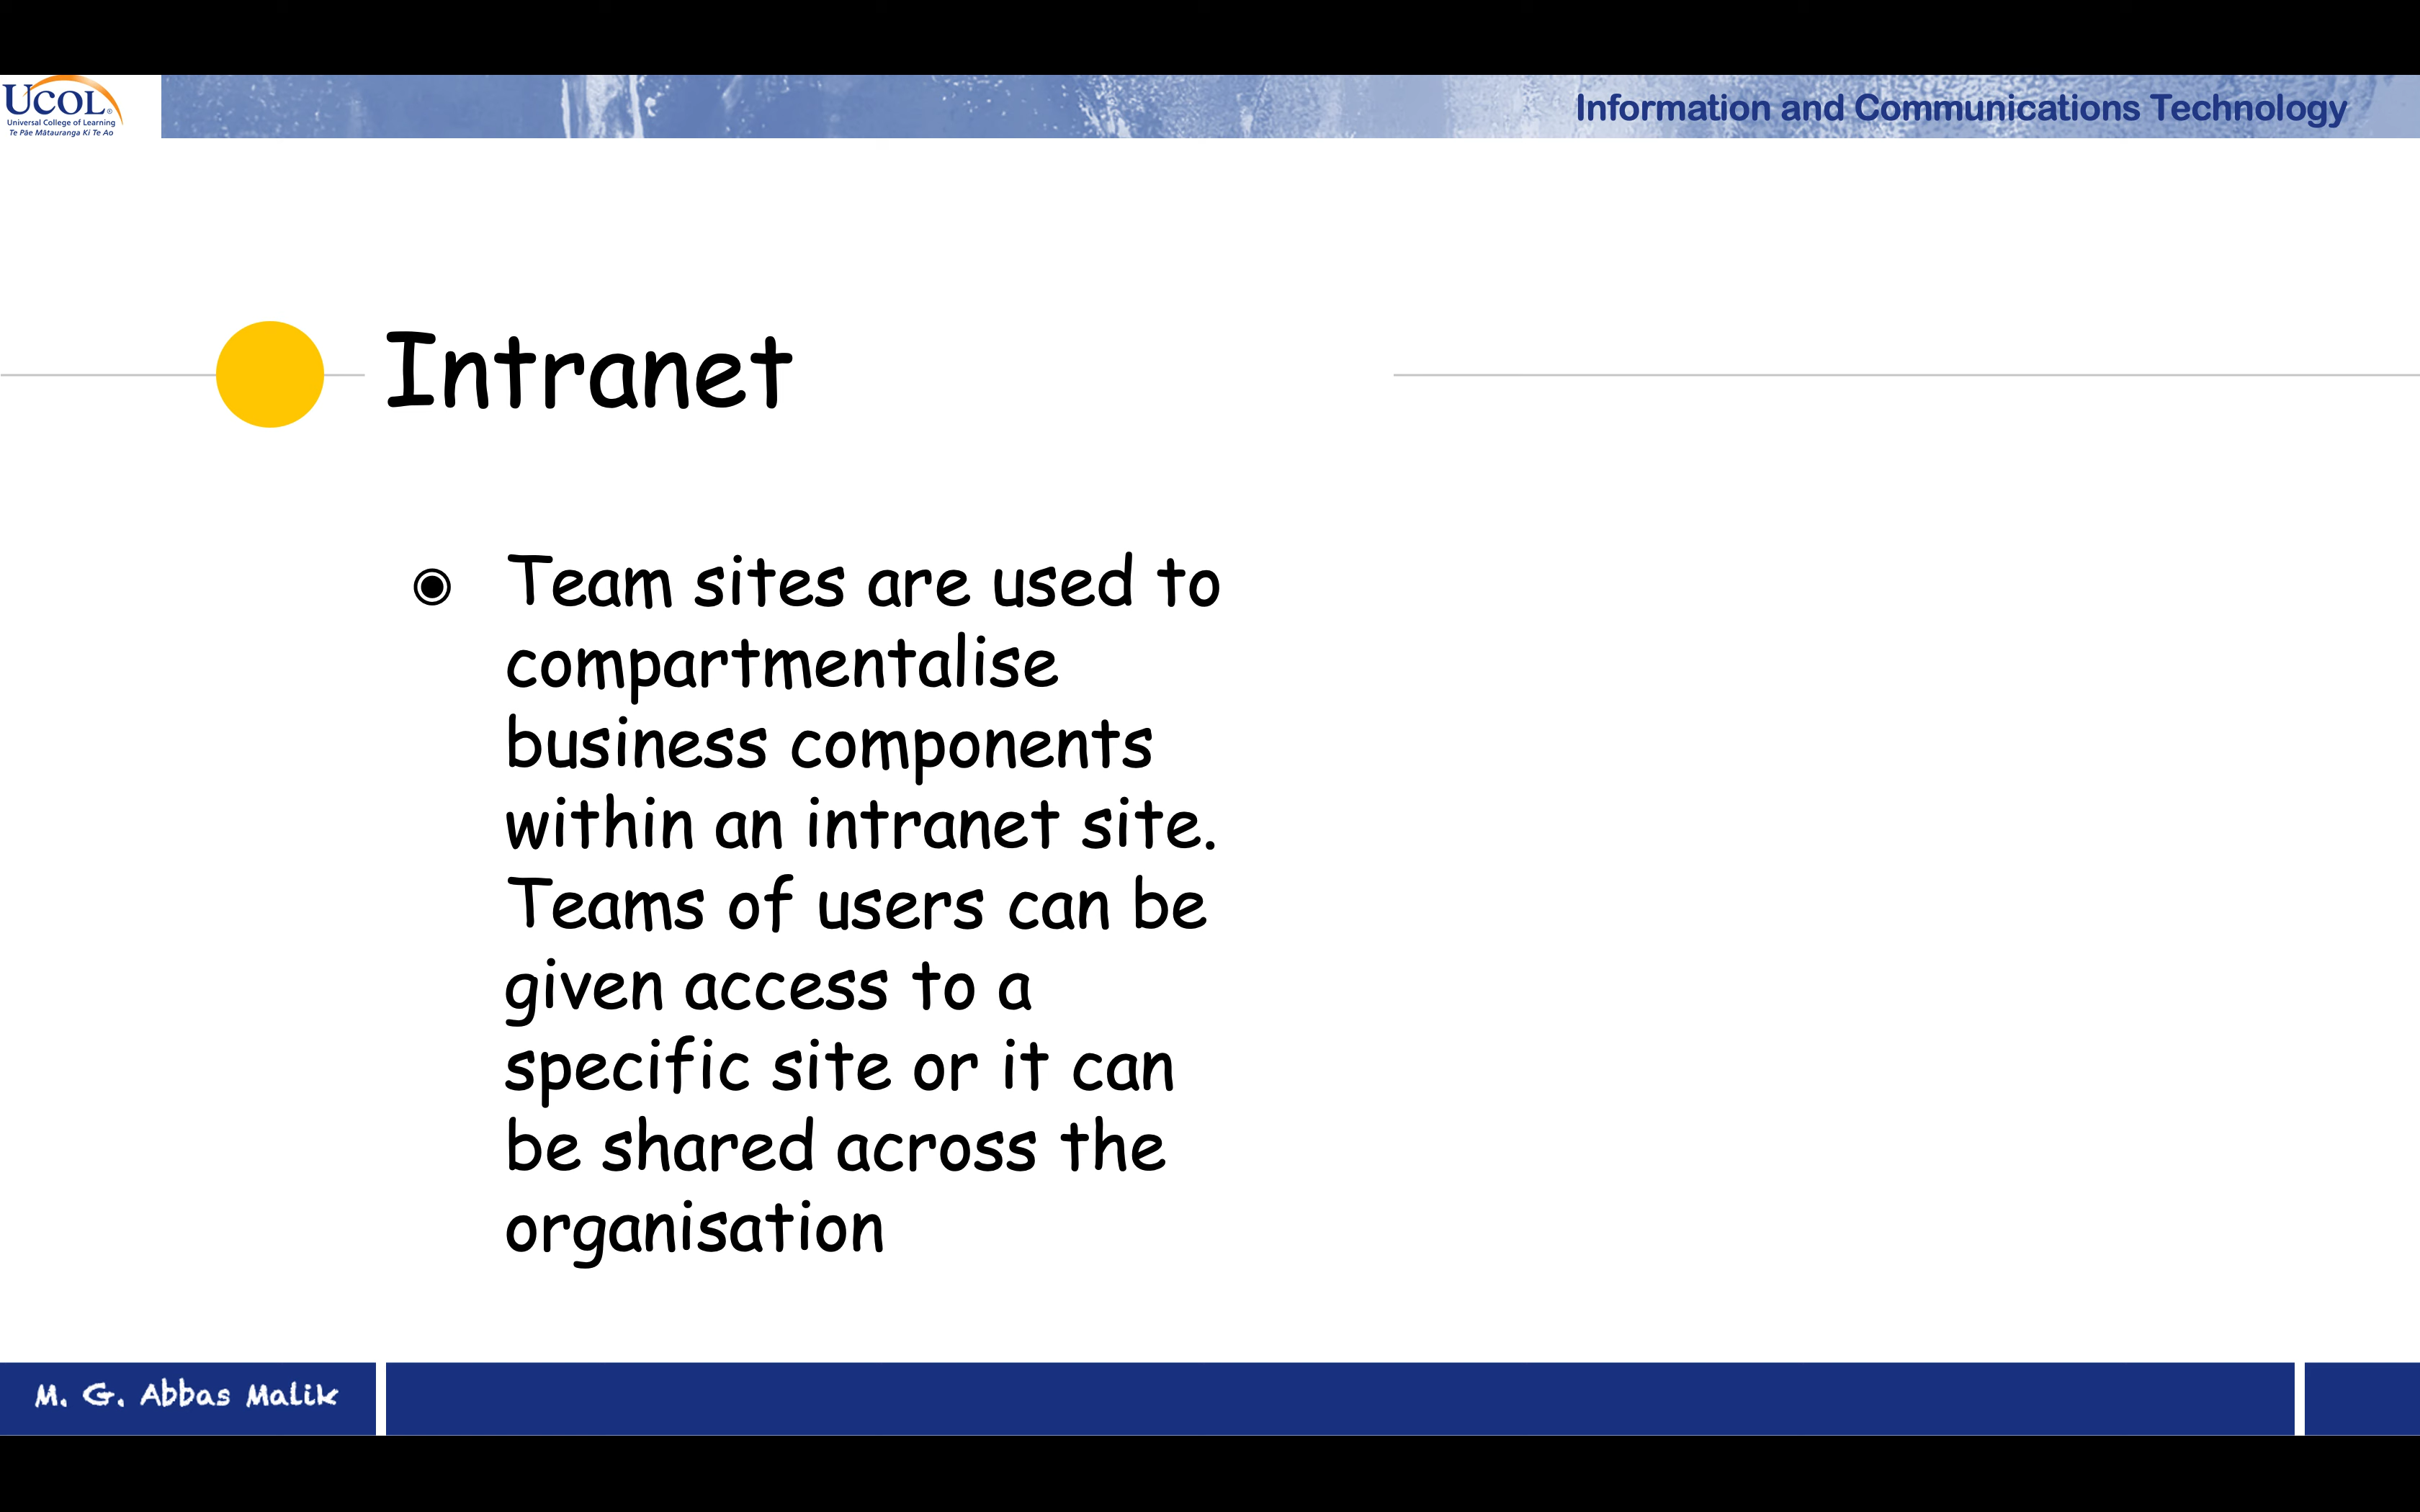 UCOL®
Universal College of Learning
Te Pāe Mātauranga Ki Te Ao
Information and Communications Technology
Intranet
Team sites are used to
compartmentalise
business components
within an intranet site.
Teams of users can be
given access to a
specific site or it can
be shared across the
organisation
M. G. Abbas Malik